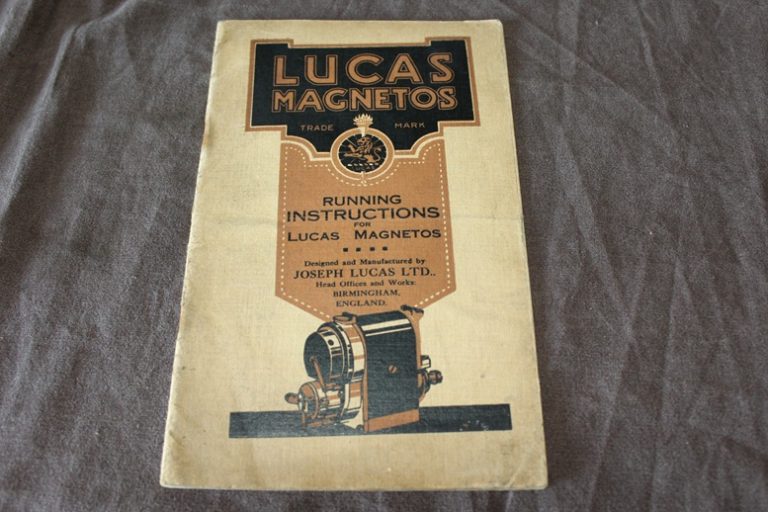 LUCAS
MAGNETOS
TRADE MARK
RUNNING
INSTRUCTIONS
FOR
LUCAS MAGNETOS
Designed and Manufactured by
JOSEPH LUCAS LTD.,
Head Offices and Works:
BIRMINGHAM,
ENGLAND.